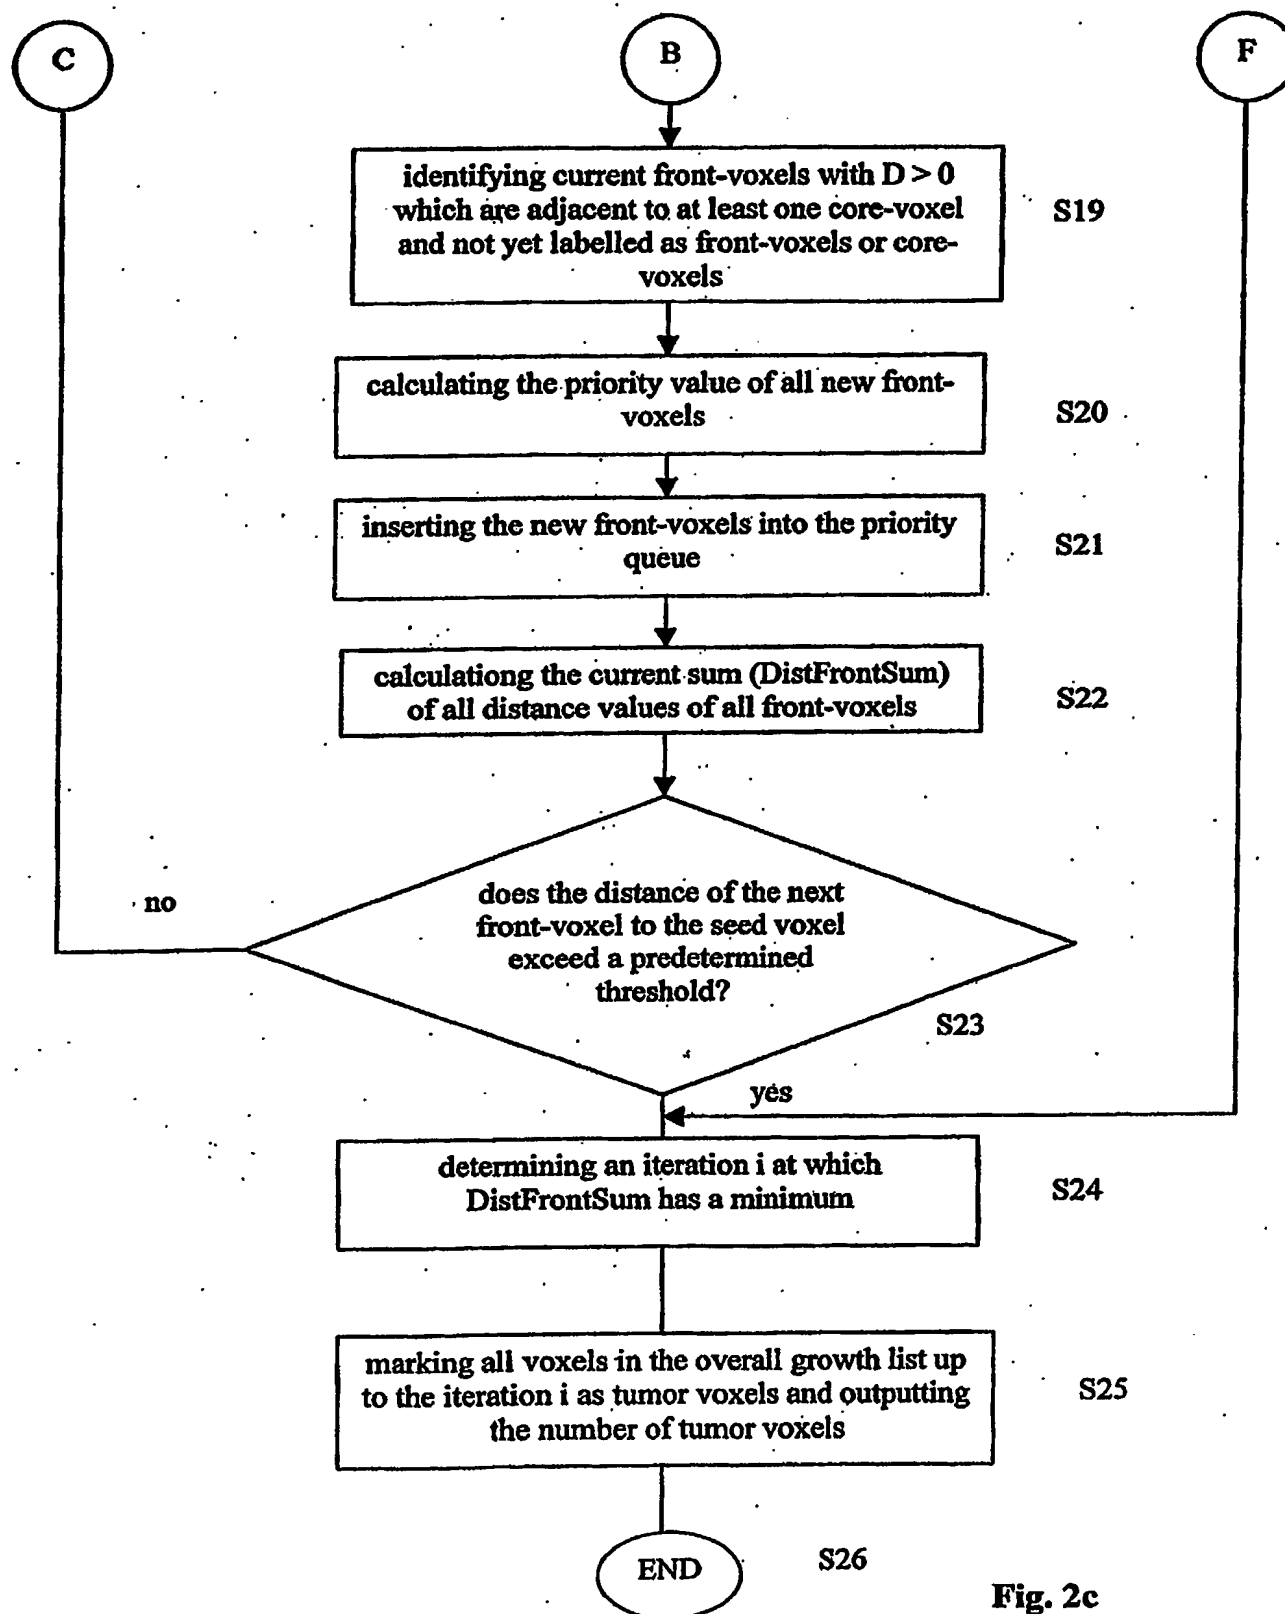 C
B
F
identifying current front-voxels with D > 0
which are adjacent to at least one core-voxel
and not yet labelled as front-voxels or core-
voxels
S19
calculating the priority value of all new front-
voxels
S20
inserting the new front-voxels into the priority
queue
S21
calculationg the current sum (DistFrontSum)
of all distance values of all front-voxels
S22
no
does the distance of the next
front-voxel to the seed voxel
exceed a predetermined
threshold?
S23
yes
determining an iteration i at which
DistFrontSum has a minimum
S24
marking all voxels in the overall growth list up
to the iteration i as tumor voxels and outputting
the number of tumor voxels
S25
END
S26
Fig. 2c